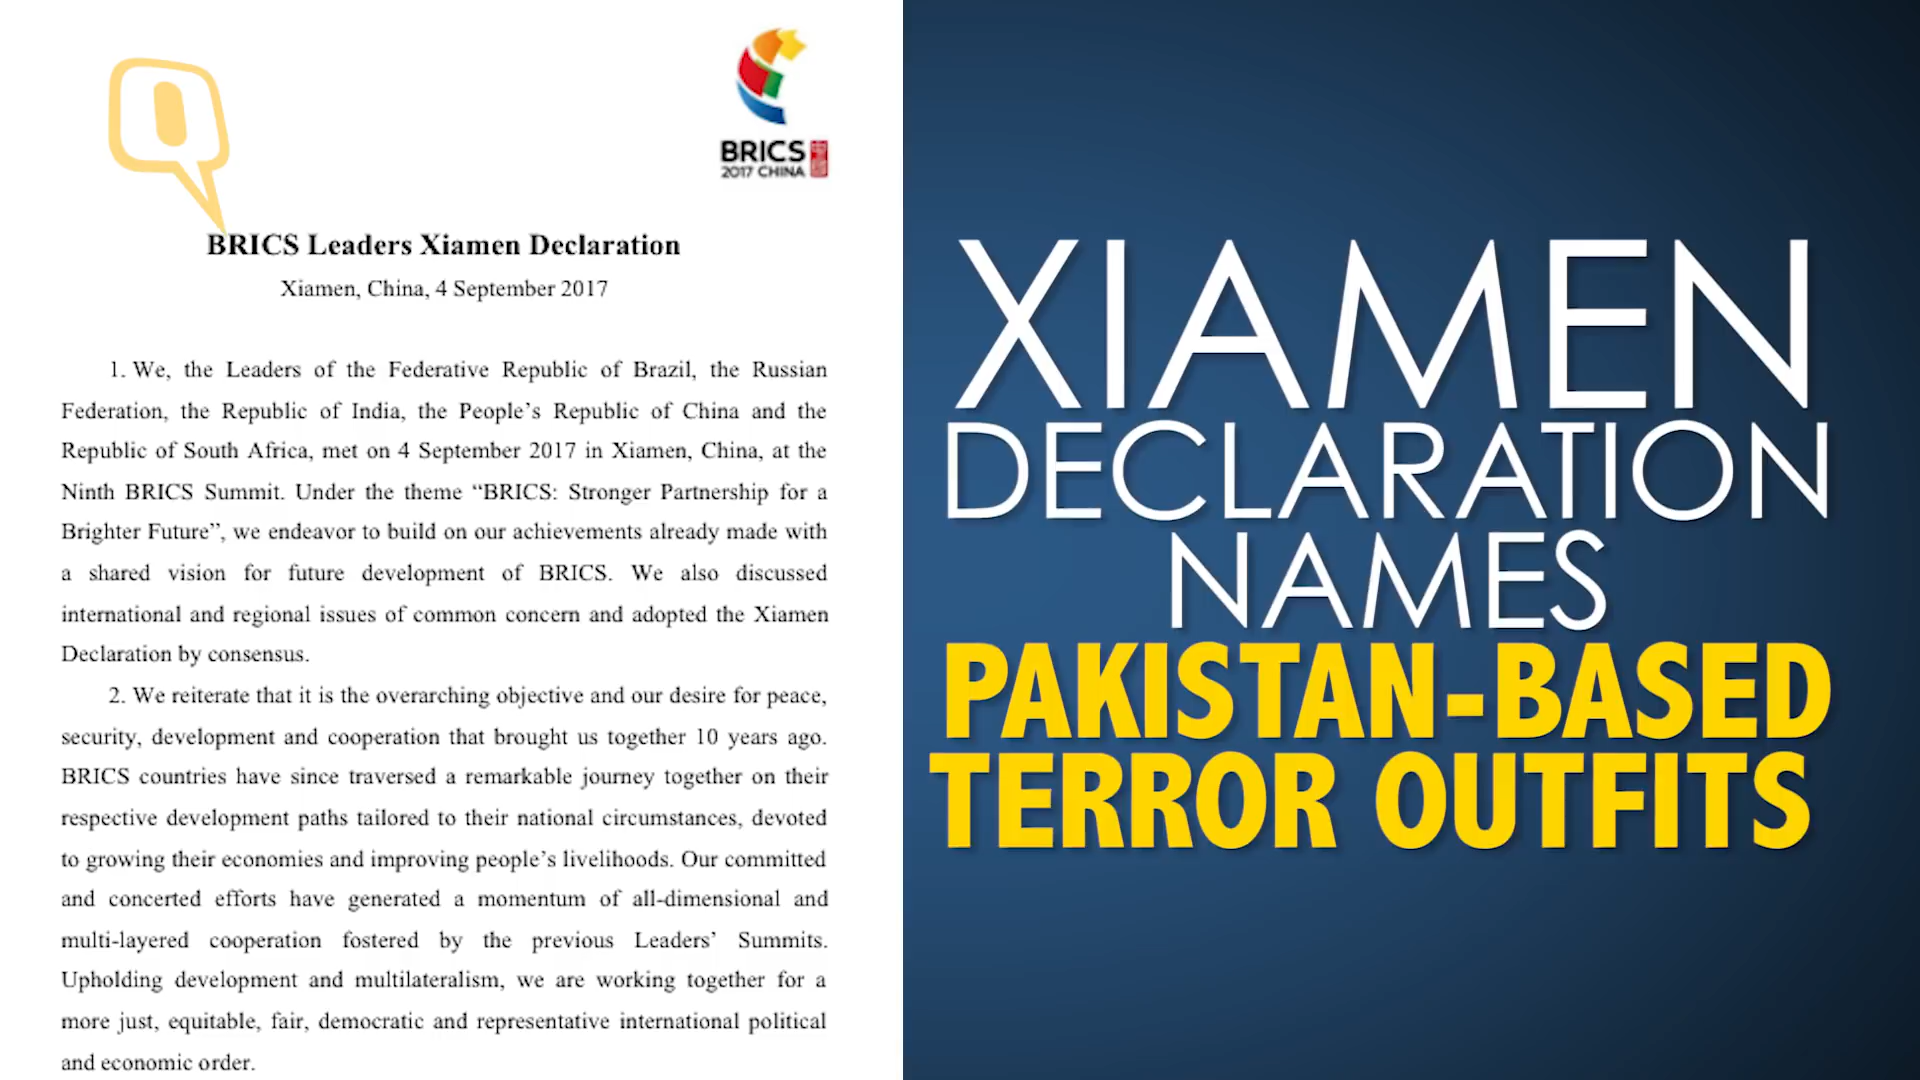 BRICS
2017 CHINA
BRICS Leaders Xiamen Declaration
Xiamen, China, 4 September 2017
1. We, the Leaders of the Federative Republic of Brazil, the Russian
Federation, the Republic of India, the People’s Republic of China and the
Republic of South Africa, met on 4 September 2017 in Xiamen, China, at the
Ninth BRICS Summit. Under the theme “BRICS: Stronger Partnership for a
Brighter Future”, we endeavor to build on our achievements already made with
a shared vision for future development of BRICS. We also discussed
international and regional issues of common concern and adopted the Xiamen
Declaration by consensus.
2. We reiterate that it is the overarching objective and our desire for peace,
security, development and cooperation that brought us together 10 years ago.
BRICS countries have since traversed a remarkable journey together on their
respective development paths tailored to their national circumstances, devoted
to growing their economies and improving people’s livelihoods. Our committed
and concerted efforts have generated a momentum of all-dimensional and
multi-layered cooperation fostered by the previous Leaders’ Summits.
Upholding development and multilateralism, we are working together for a
more just, equitable, fair, democratic and representative international political
and economic order.
XIAMEN
DECLARATION
NAMES
PAKISTAN-BASED
TERROR OUTFITS